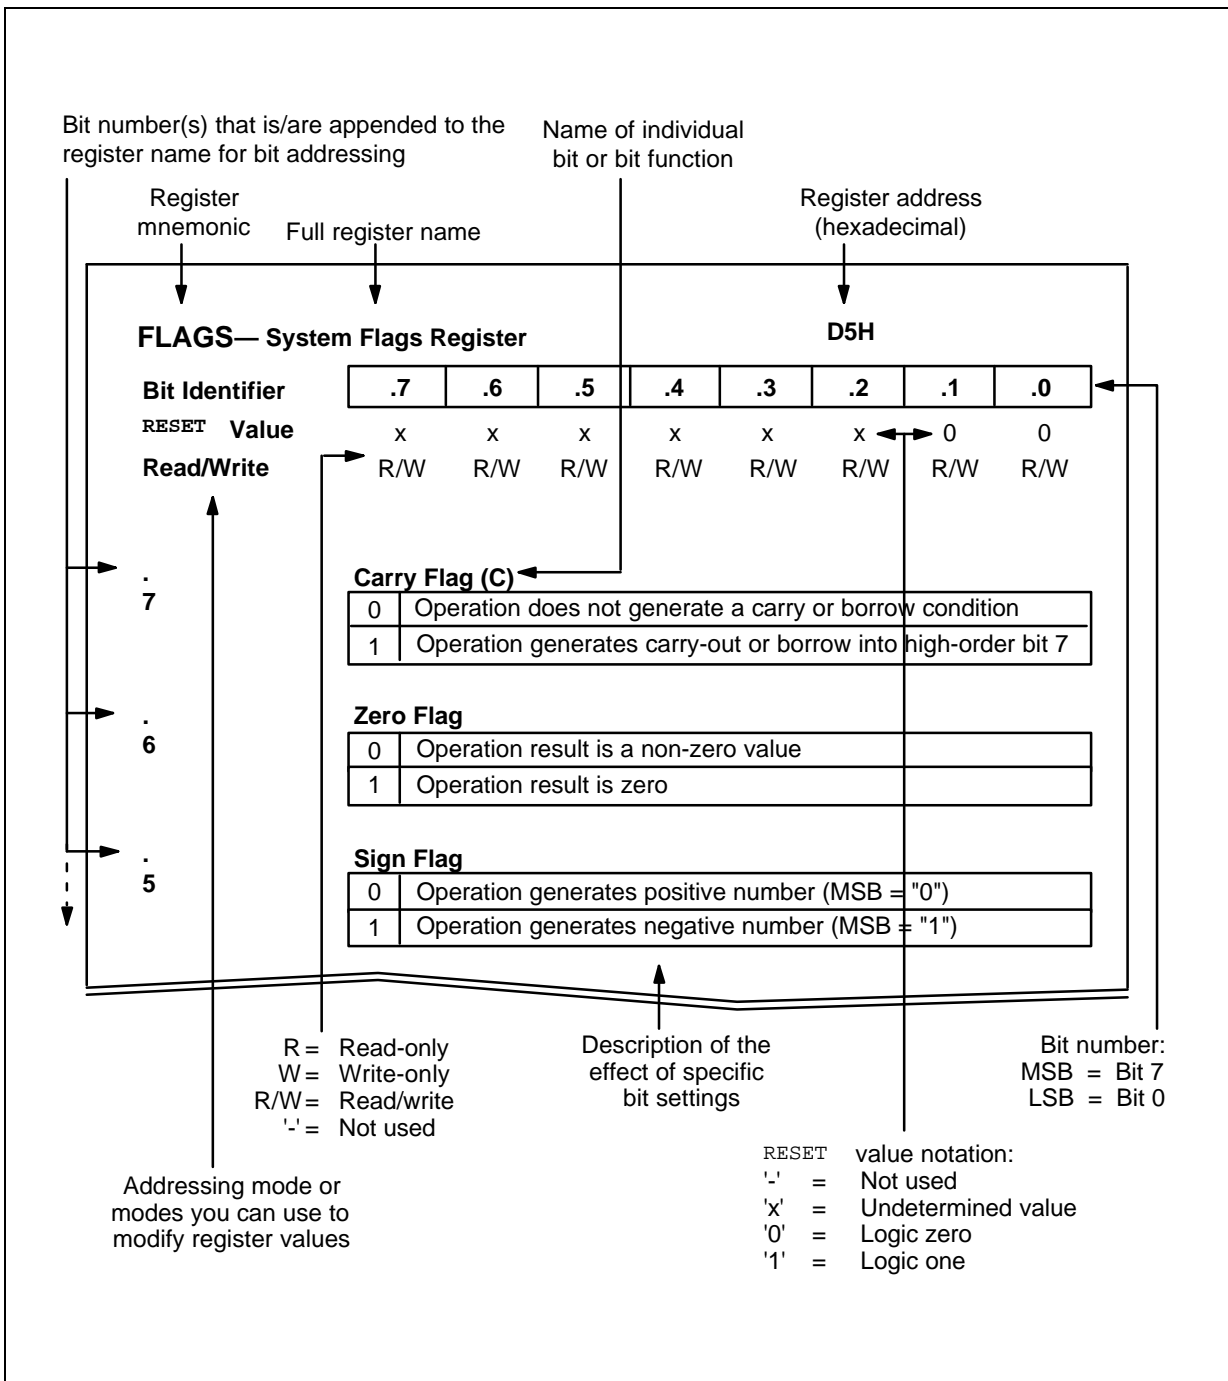 Bit number(s) that is/are appended to the
register name for bit addressing
Name of individual
bit or bit function
Register
mnemonic
Full register name
Register address
(hexadecimal)
FLAGS— System Flags Register
D5H
Bit Identifier
.7 .6 .5 .4 .3 .2 .1 .0
RESET Value
x x x x x x 0 0
Read/Write
R/W R/W R/W R/W R/W R/W R/W R/W
.
7
Carry Flag (C)
0 Operation does not generate a carry or borrow condition
1 Operation generates carry-out or borrow into high-order bit 7
.
6
Zero Flag
0 Operation result is a non-zero value
1 Operation result is zero
.
5
Sign Flag
0 Operation generates positive number (MSB = "0")
1 Operation generates negative number (MSB = "1")
R = Read-only
W = Write-only
R/W = Read/write
'-' = Not used
Description of the
effect of specific
bit settings
Bit number:
MSB = Bit 7
LSB = Bit 0
Addressing mode or
modes you can use to
modify register values
RESET value notation:
'-' = Not used
'x' = Undetermined value
'0' = Logic zero
'1' = Logic one